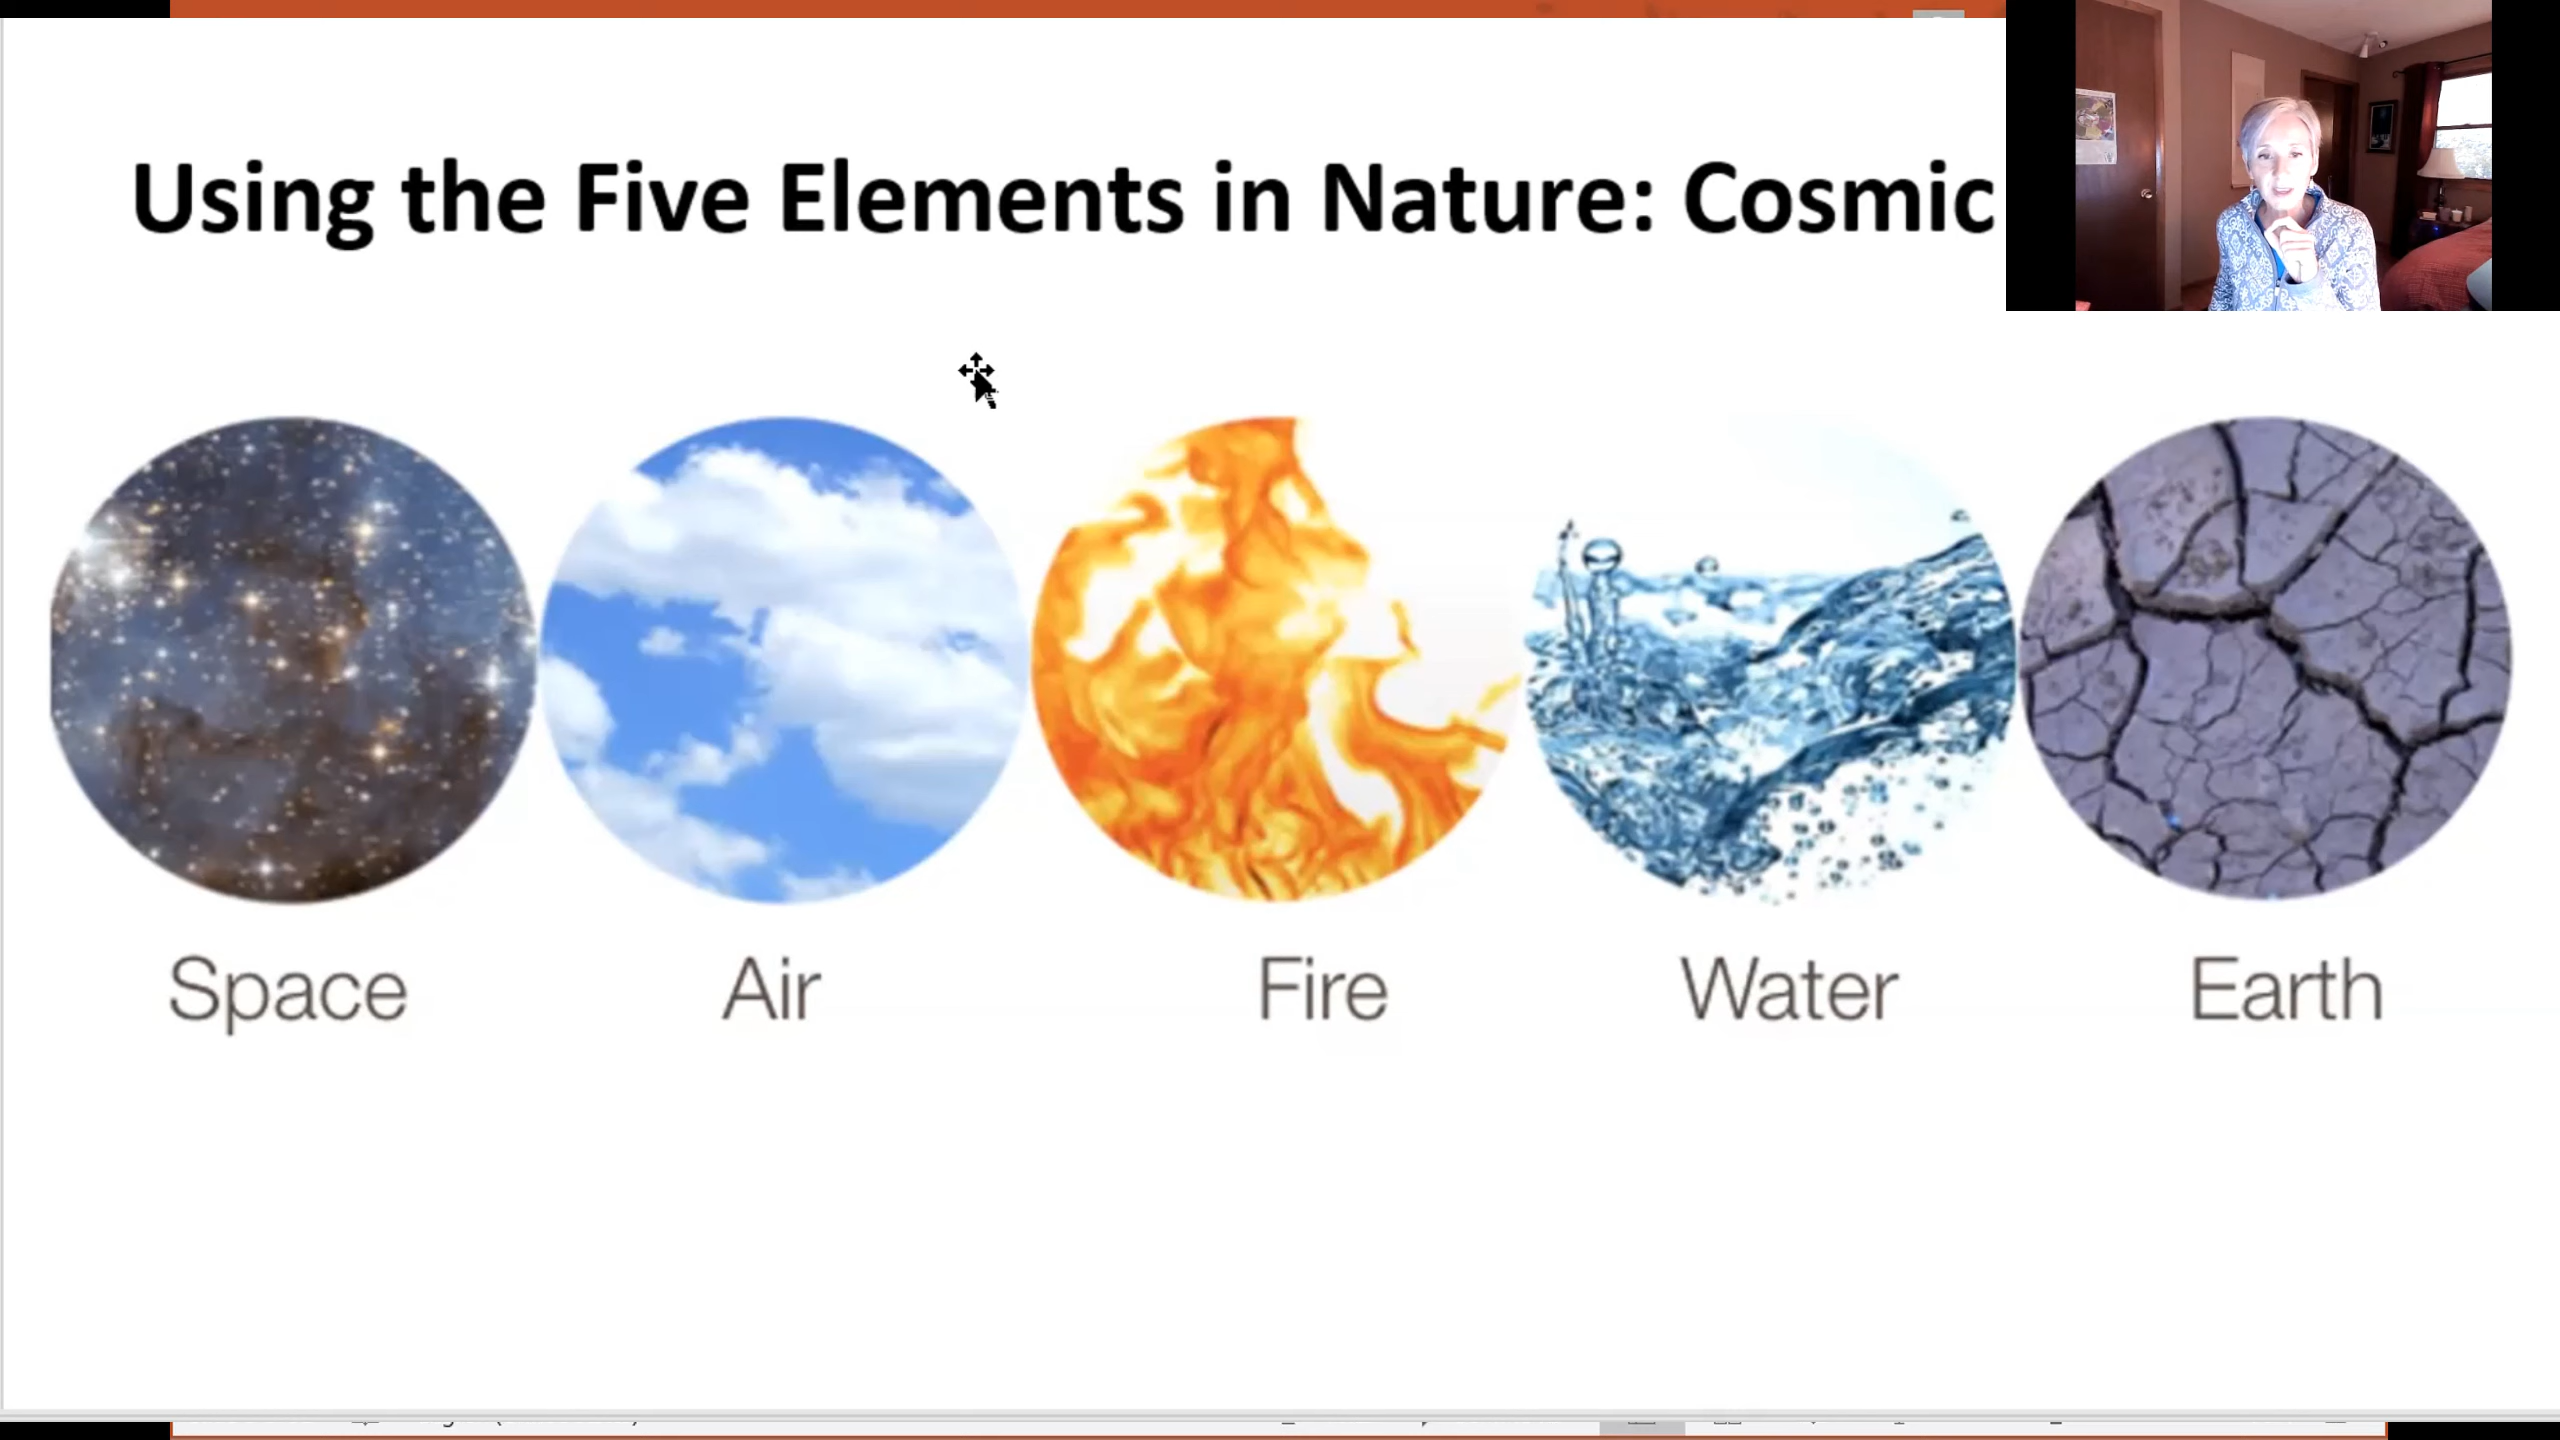 Using the Five Elements in Nature: Cosmic
Space Air Fire Water Earth